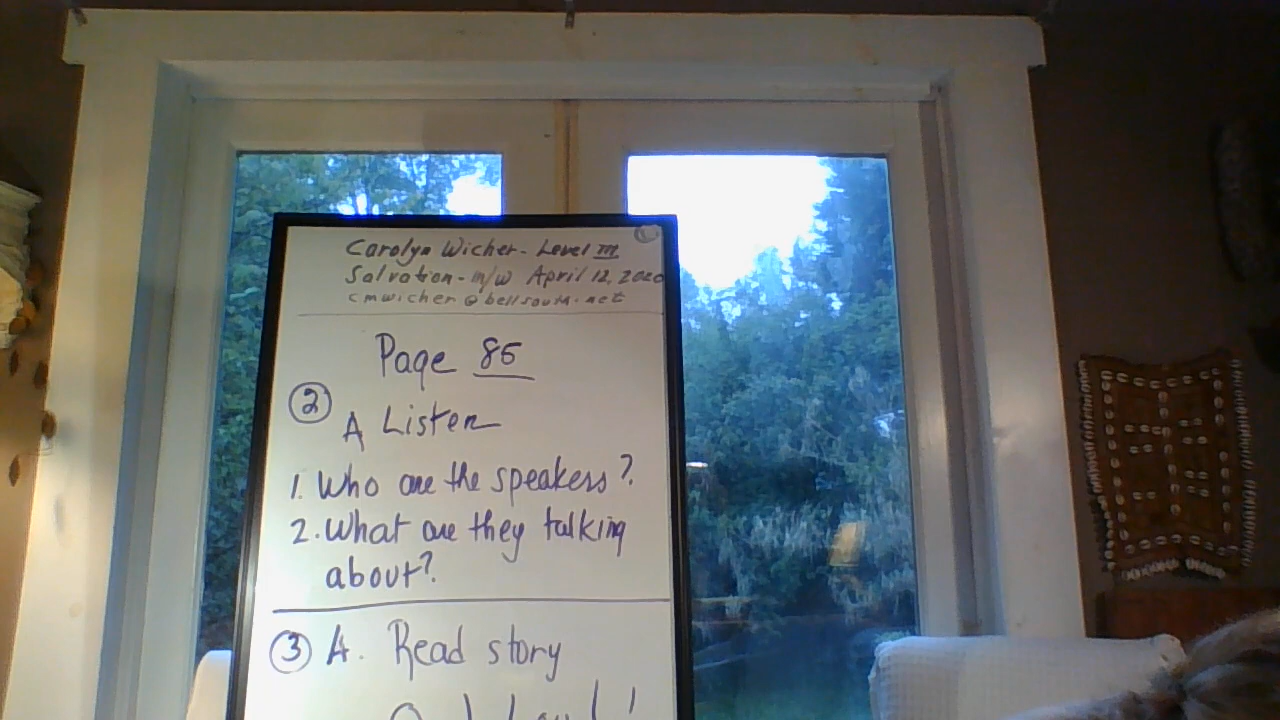 Carolyn Wicher - Level III
Salvation - m/w April 12, 2020
cmwicher@bellsouth.net
Page 85
2
A Listen
1. Who are the speakers?
2. What are they talking
about?
3 A. Read story